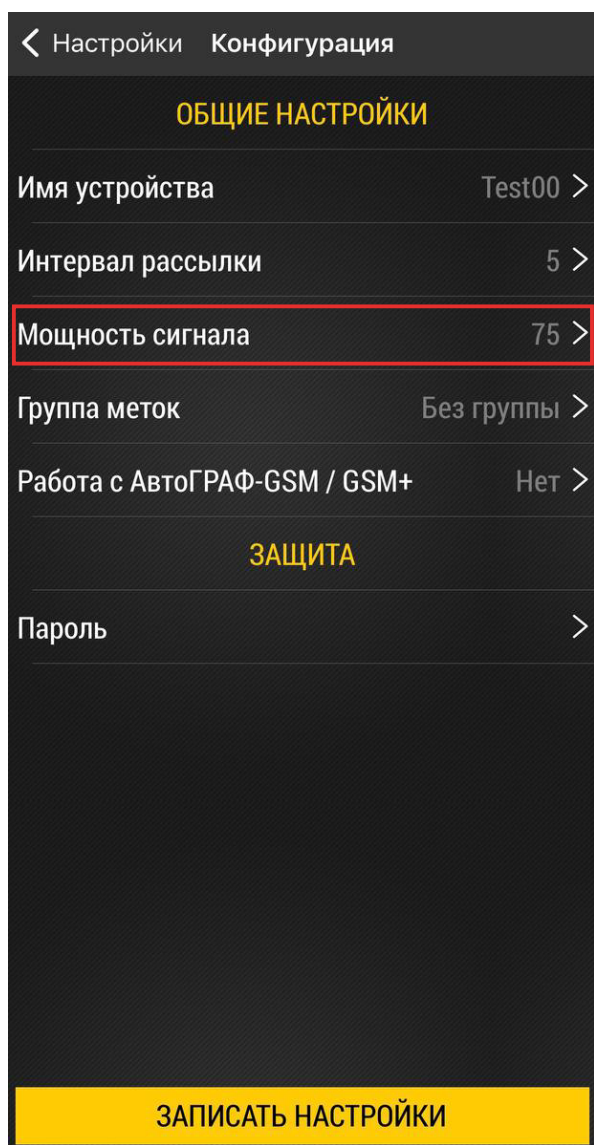 Настройки Конфигурация
ОБЩИЕ НАСТРОЙКИ
Имя устройства Test00
Интервал рассылки 5
Мощность сигнала 75
Группа меток Без группы
Работа с АвтоГРАФ-GSM / GSM+ Нет
ЗАЩИТА
Пароль
ЗАПИСАТЬ НАСТРОЙКИ